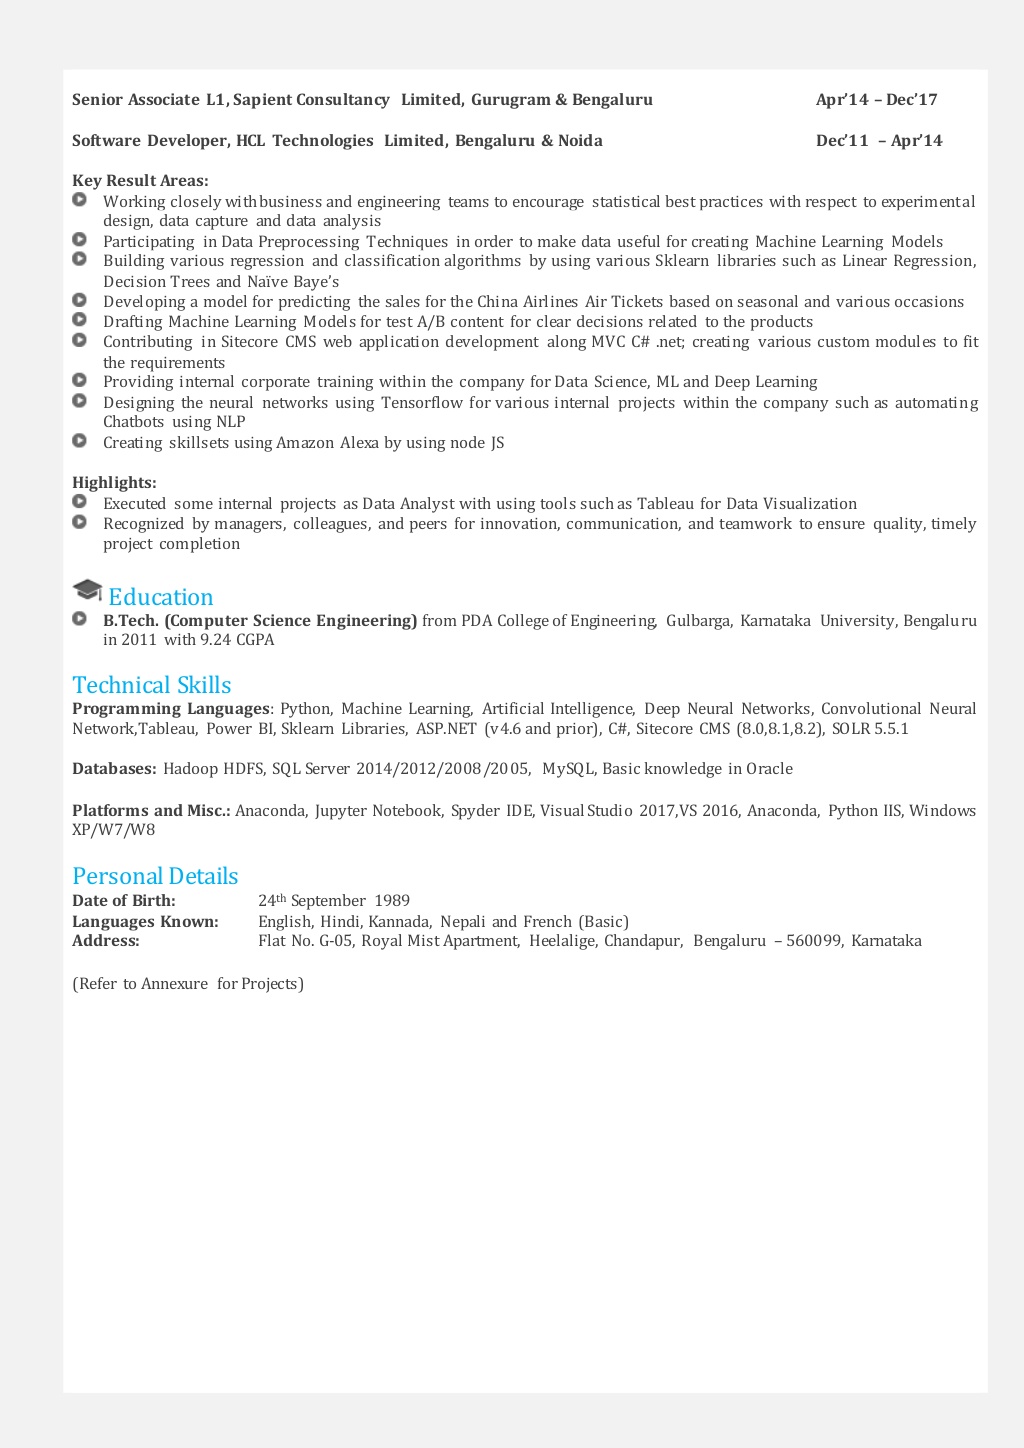 Senior Associate L1, Sapient Consultancy Limited, Gurugram & Bengaluru Apr’14 – Dec’17
Software Developer, HCL Technologies Limited, Bengaluru & Noida Dec’11 – Apr’14
Key Result Areas:
Working closely with business and engineering teams to encourage statistical best practices with respect to experimental
design, data capture and data analysis
Participating in Data Preprocessing Techniques in order to make data useful for creating Machine Learning Models
Building various regression and classification algorithms by using various Sklearn libraries such as Linear Regression,
Decision Trees and Naïve Baye’s
Developing a model for predicting the sales for the China Airlines Air Tickets based on seasonal and various occasions
Drafting Machine Learning Models for test A/B content for clear decisions related to the products
Contributing in Sitecore CMS web application development along MVC C# .net; creating various custom modules to fit
the requirements
Providing internal corporate training within the company for Data Science, ML and Deep Learning
Designing the neural networks using Tensorflow for various internal projects within the company such as automating
Chatbots using NLP
Creating skillsets using Amazon Alexa by using node JS
Highlights:
Executed some internal projects as Data Analyst with using tools such as Tableau for Data Visualization
Recognized by managers, colleagues, and peers for innovation, communication, and teamwork to ensure quality, timely
project completion
Education
B.Tech. (Computer Science Engineering) from PDA College of Engineering, Gulbarga, Karnataka University, Bengaluru
in 2011 with 9.24 CGPA
Technical Skills
Programming Languages: Python, Machine Learning, Artificial Intelligence, Deep Neural Networks, Convolutional Neural
Network,Tableau, Power BI, Sklearn Libraries, ASP.NET (v4.6 and prior), C#, Sitecore CMS (8.0,8.1,8.2), SOLR 5.5.1
Databases: Hadoop HDFS, SQL Server 2014/2012/2008/2005, MySQL, Basic knowledge in Oracle
Platforms and Misc.: Anaconda, Jupyter Notebook, Spyder IDE, Visual Studio 2017,VS 2016, Anaconda, Python IIS, Windows
XP/W7/W8
Personal Details
Date of Birth: 24th September 1989
Languages Known: English, Hindi, Kannada, Nepali and French (Basic)
Address: Flat No. G-05, Royal Mist Apartment, Heelalige, Chandapur, Bengaluru – 560099, Karnataka
(Refer to Annexure for Projects)